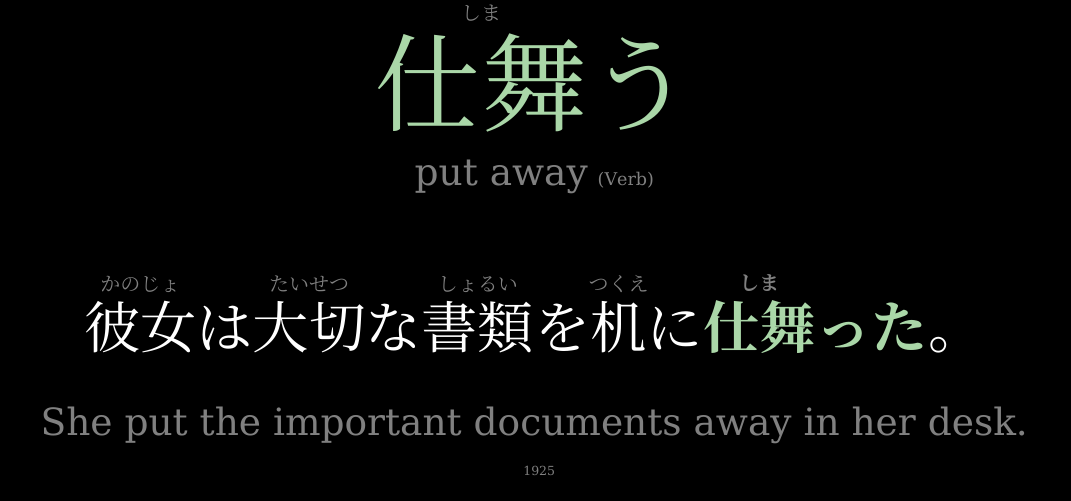 しま
仕舞う
put away (Verb)
かのじょ たいせつ しょるい つくえ しま
彼女は大切な書類を机に仕舞った。
She put the important documents away in her desk.
1925